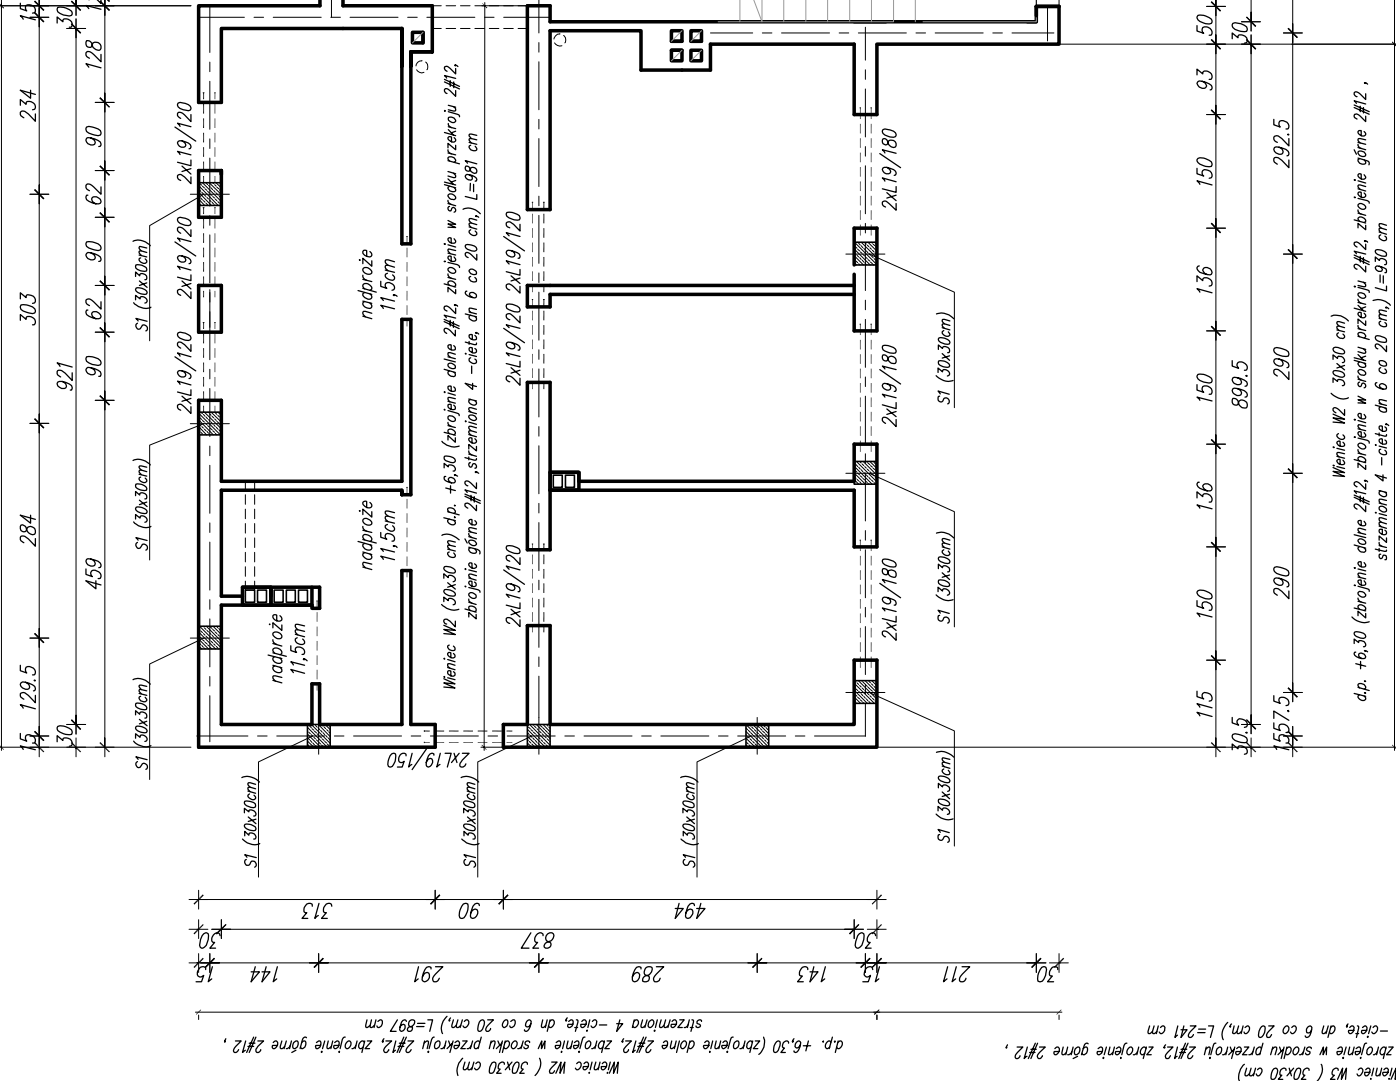 15
234
303
284
129.5
15
30
921
30
128
90
62
90
62
90
459
2xL19/120
2xL19/120
2xL19/120
S1 (30x30cm)
S1 (30x30cm)
S1 (30x30cm)
nadproże
11,5cm
nadproże
11,5cm
nadproże
11,5cm
Wieniec W2 (30x30 cm) d.p. +6,30 (zbrojenie dolne 2#12, zbrojenie w srodku przekroju 2#12,
zbrojenie górne 2#12 ,strzemiona 4 -ciete, dn 6 co 20 cm,) L=981 cm
2xL19/120
2xL19/120
2xL19/120
2xL19/180
2xL19/180
2xL19/180
S1 (30x30cm)
S1 (30x30cm)
S1 (30x30cm)
50
93
150
136
150
136
150
115
30
899.5
30.5
292.5
290
290
57.5
15
Wieniec W2 ( 30x30 cm)
d.p. +6,30 (zbrojenie dolne 2#12, zbrojenie w srodku przekroju 2#12, zbrojenie górne 2#12 ,
strzemiona 4 -ciete, dn 6 co 20 cm,) L=930 cm
2xL19/150
S1 (30x30cm)
S1 (30x30cm)
S1 (30x30cm)
313
90
494
30
837
30
15
144
291
289
143
15
211
30
Wieniec W2 ( 30x30 cm)
d.p. +6,30 (zbrojenie dolne 2#12, zbrojenie w srodku przekroju 2#12, zbrojenie górne 2#12 ,
strzemiona 4 -ciete, dn 6 co 20 cm,) L=897 cm
W3 ( 30x30 cm)
zbrojenie w srodku przekroju 2#12, zbrojenie górne 2#12 ,
-ciete, dn 6 co 20 cm,) L=241 cm